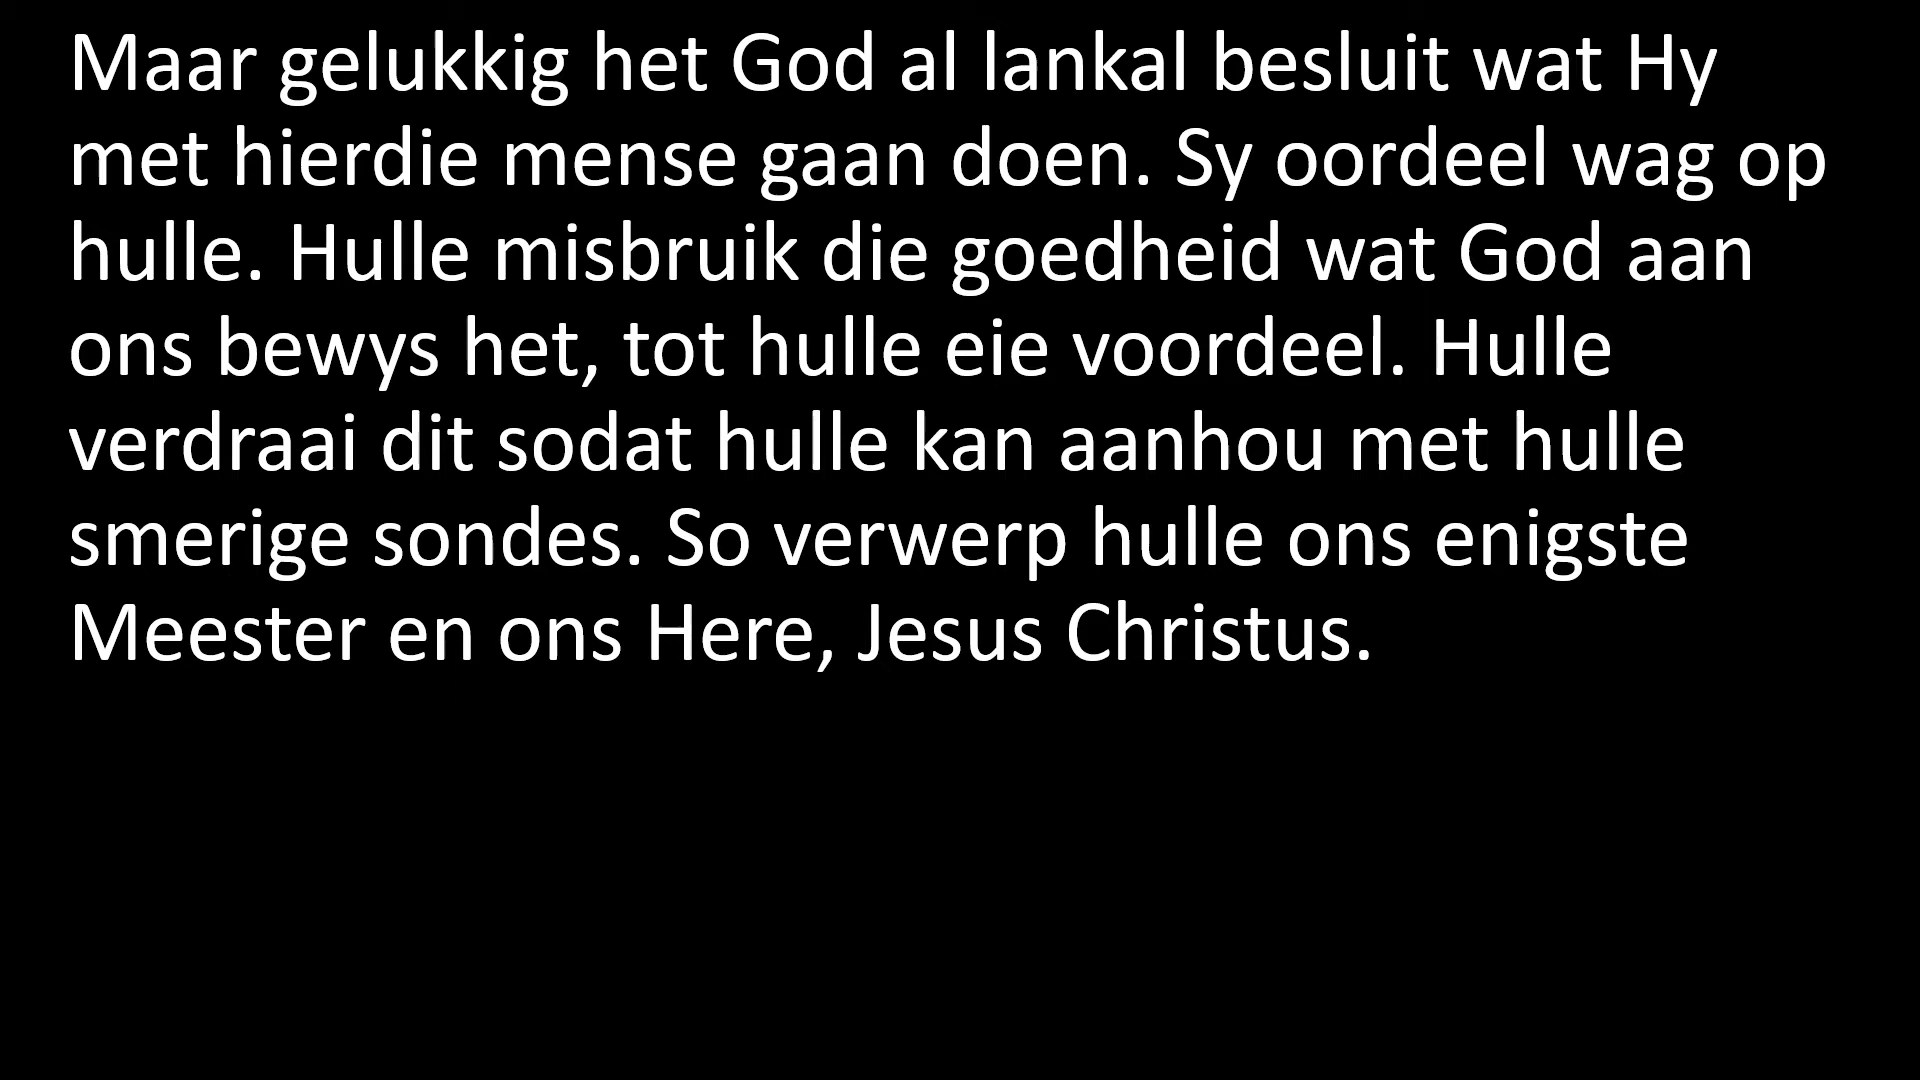 Maar gelukkig het God al lankal besluit wat Hy
met hierdie mense gaan doen. Sy oordeel wag op
hulle. Hulle misbruik die goedheid wat God aan
ons bewys het, tot hulle eie voordeel. Hulle
verdraai dit sodat hulle kan aanhou met hulle
smerige sondes. So verwerp hulle ons enigste
Meester en ons Here, Jesus Christus.